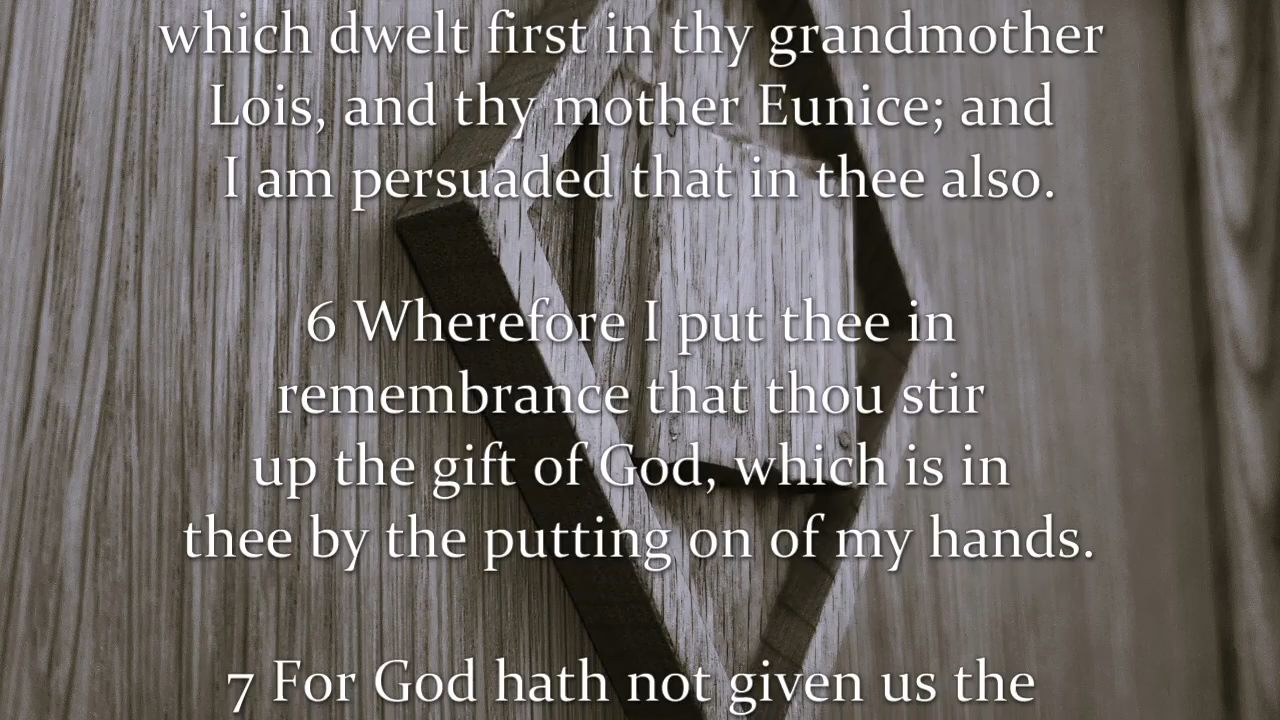 which dwelt first in thy grandmother
Lois, and thy mother Eunice; and
I am persuaded that in thee also.
6 Wherefore I put thee in
remembrance that thou stir
up the gift of God, which is in
thee by the putting on of my hands.
7 For God hath not given us the